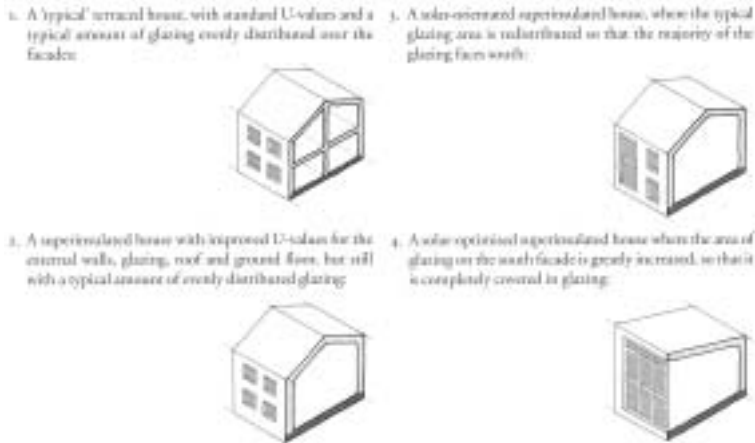 1. A 'typical' terraced house, with standard U-values and a
typical amount of glazing evenly distributed over the
facades:
2. A superinsulated house with improved U-values for the
external walls, glazing, roof and ground floor, but still
with a typical amount of evenly distributed glazing:
3. A solar-orientated superinsulated house, where the typical
glazing area is redistributed so that the majority of the
glazing faces south:
4. A solar-optimised superinsulated house where the area of
glazing on the south facade is greatly increased, so that it
is completely covered in glazing: